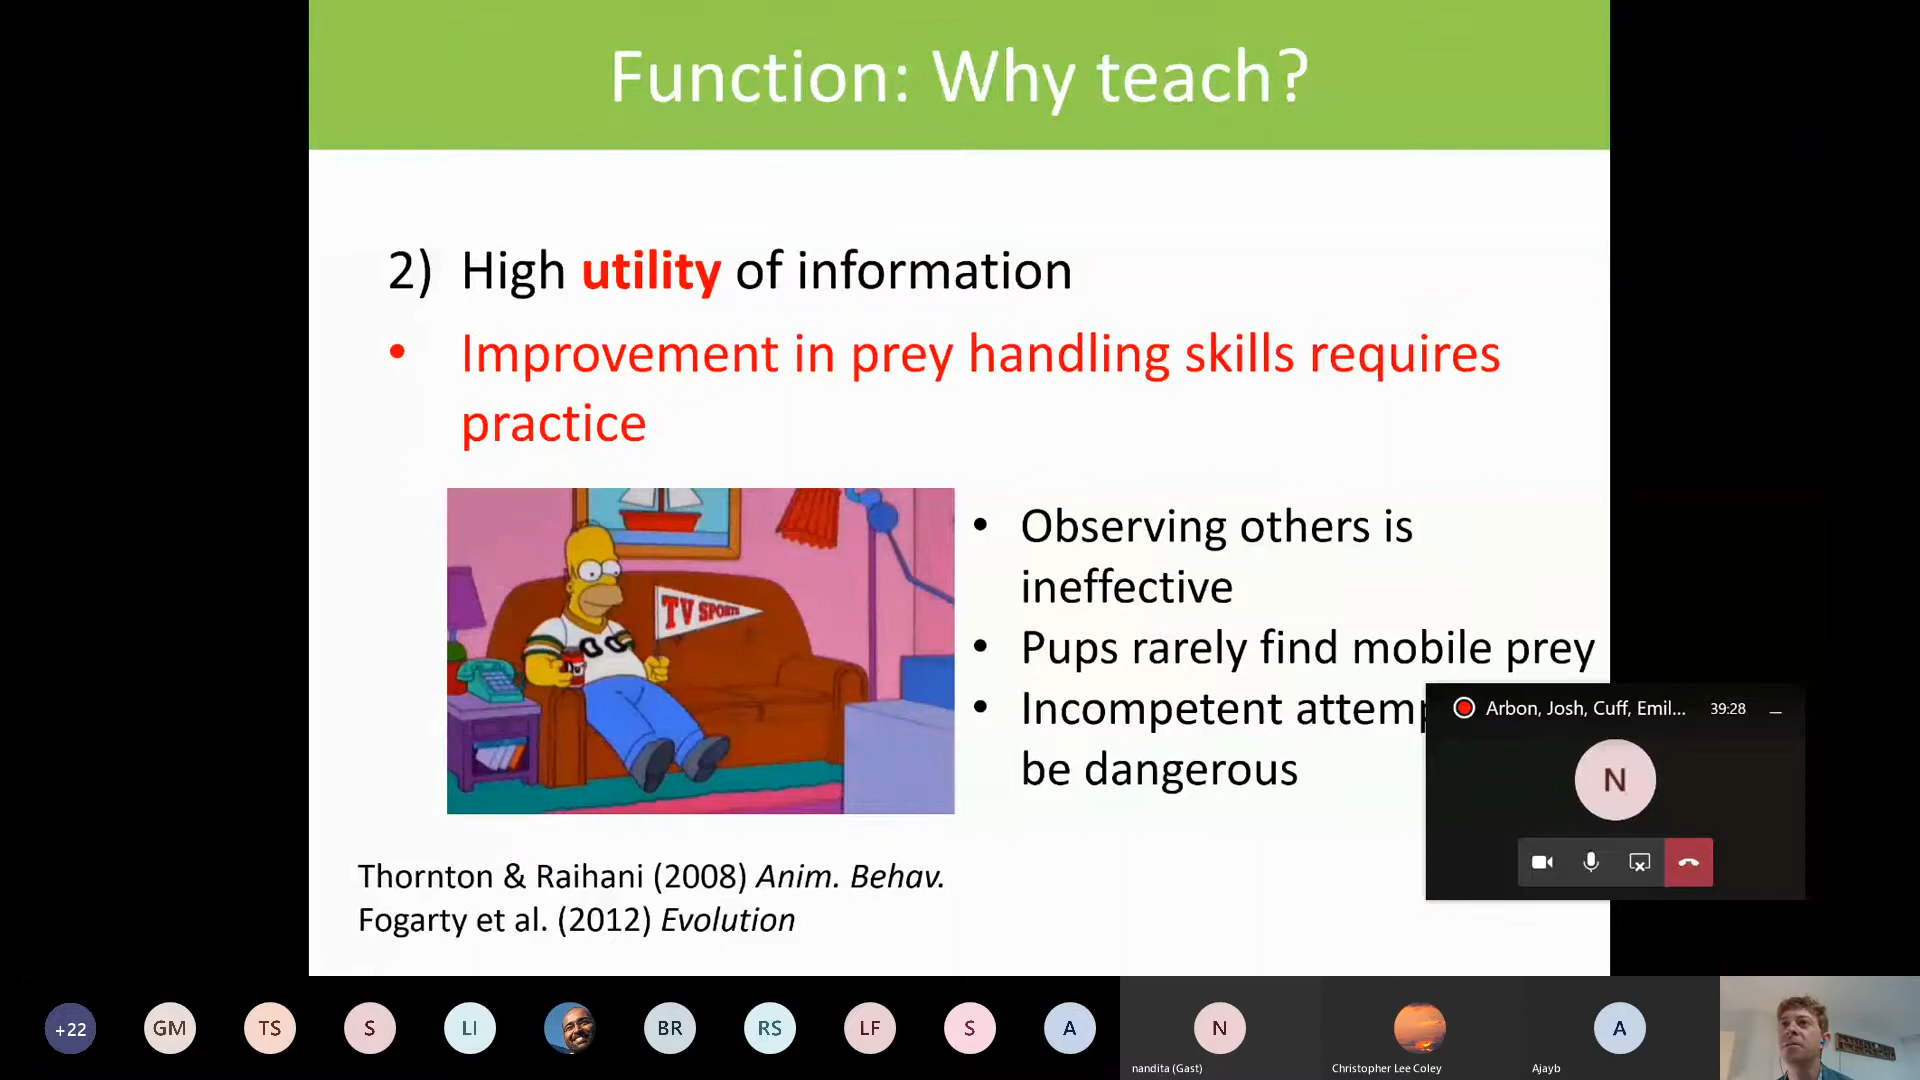 Function: Why teach?
2) High utility of information
• Improvement in prey handling skills requires
practice
TV SPORTS
00
• Observing others is
ineffective
• Pups rarely find mobile prey
• Incompetent attemp
be dangerous
Arbon, Josh, Cuff, Emil... 39:28
N
Thornton & Raihani (2008) Anim. Behav.
Fogarty et al. (2012) Evolution
+22 GM TS S LI BR RS LF S A N A
nandita (Gast) Christopher Lee Coley Ajayb